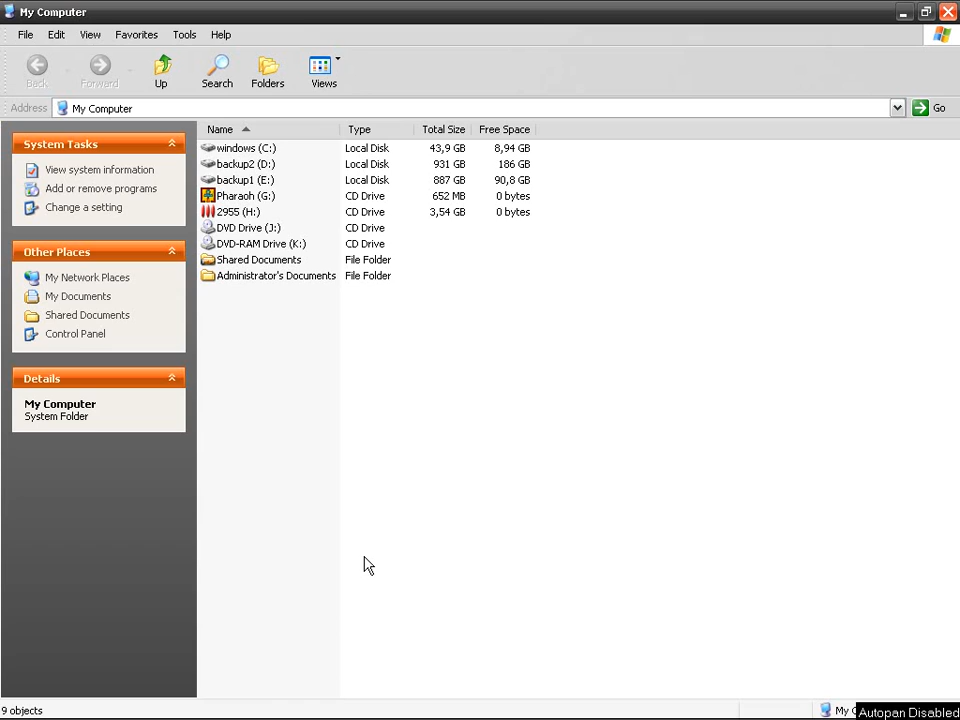 My Computer
File Edit View Favorites Tools Help
Back Forward Up Search Folders Views
Address My Computer Go
System Tasks
View system information
Add or remove programs
Change a setting
Other Places
My Network Places
My Documents
Shared Documents
Control Panel
Details
My Computer
System Folder
Name Type Total Size Free Space
windows (C:) Local Disk 43,9 GB 8,94 GB
backup2 (D:) Local Disk 931 GB 186 GB
backup1 (E:) Local Disk 887 GB 90,8 GB
Pharaoh (G:) CD Drive 652 MB 0 bytes
2955 (H:) CD Drive 3,54 GB 0 bytes
DVD Drive (J:) CD Drive
DVD-RAM Drive (K:) CD Drive
Shared Documents File Folder
Administrator's Documents File Folder
9 objects My
Autopan Disabled